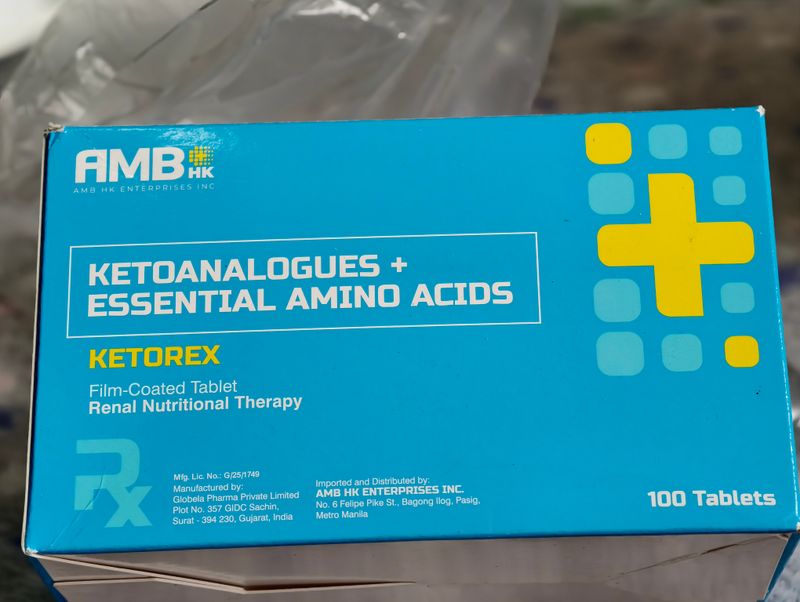 AMB HK
AMB HK ENTERPRISES INC
KETOANALOGUES +
ESSENTIAL AMINO ACIDS
KETOREX
Film-Coated Tablet
Renal Nutritional Therapy
Rx
Mfg. Lic. No.: G/25/1749
Manufactured by:
Globela Pharma Private Limited
Plot No. 357 GIDC Sachin,
Surat - 394 230, Gujarat, India
Imported and Distributed by:
AMB HK ENTERPRISES INC.
No. 6 Felipe Pike St., Bagong Ilog, Pasig,
Metro Manila
100 Tablets